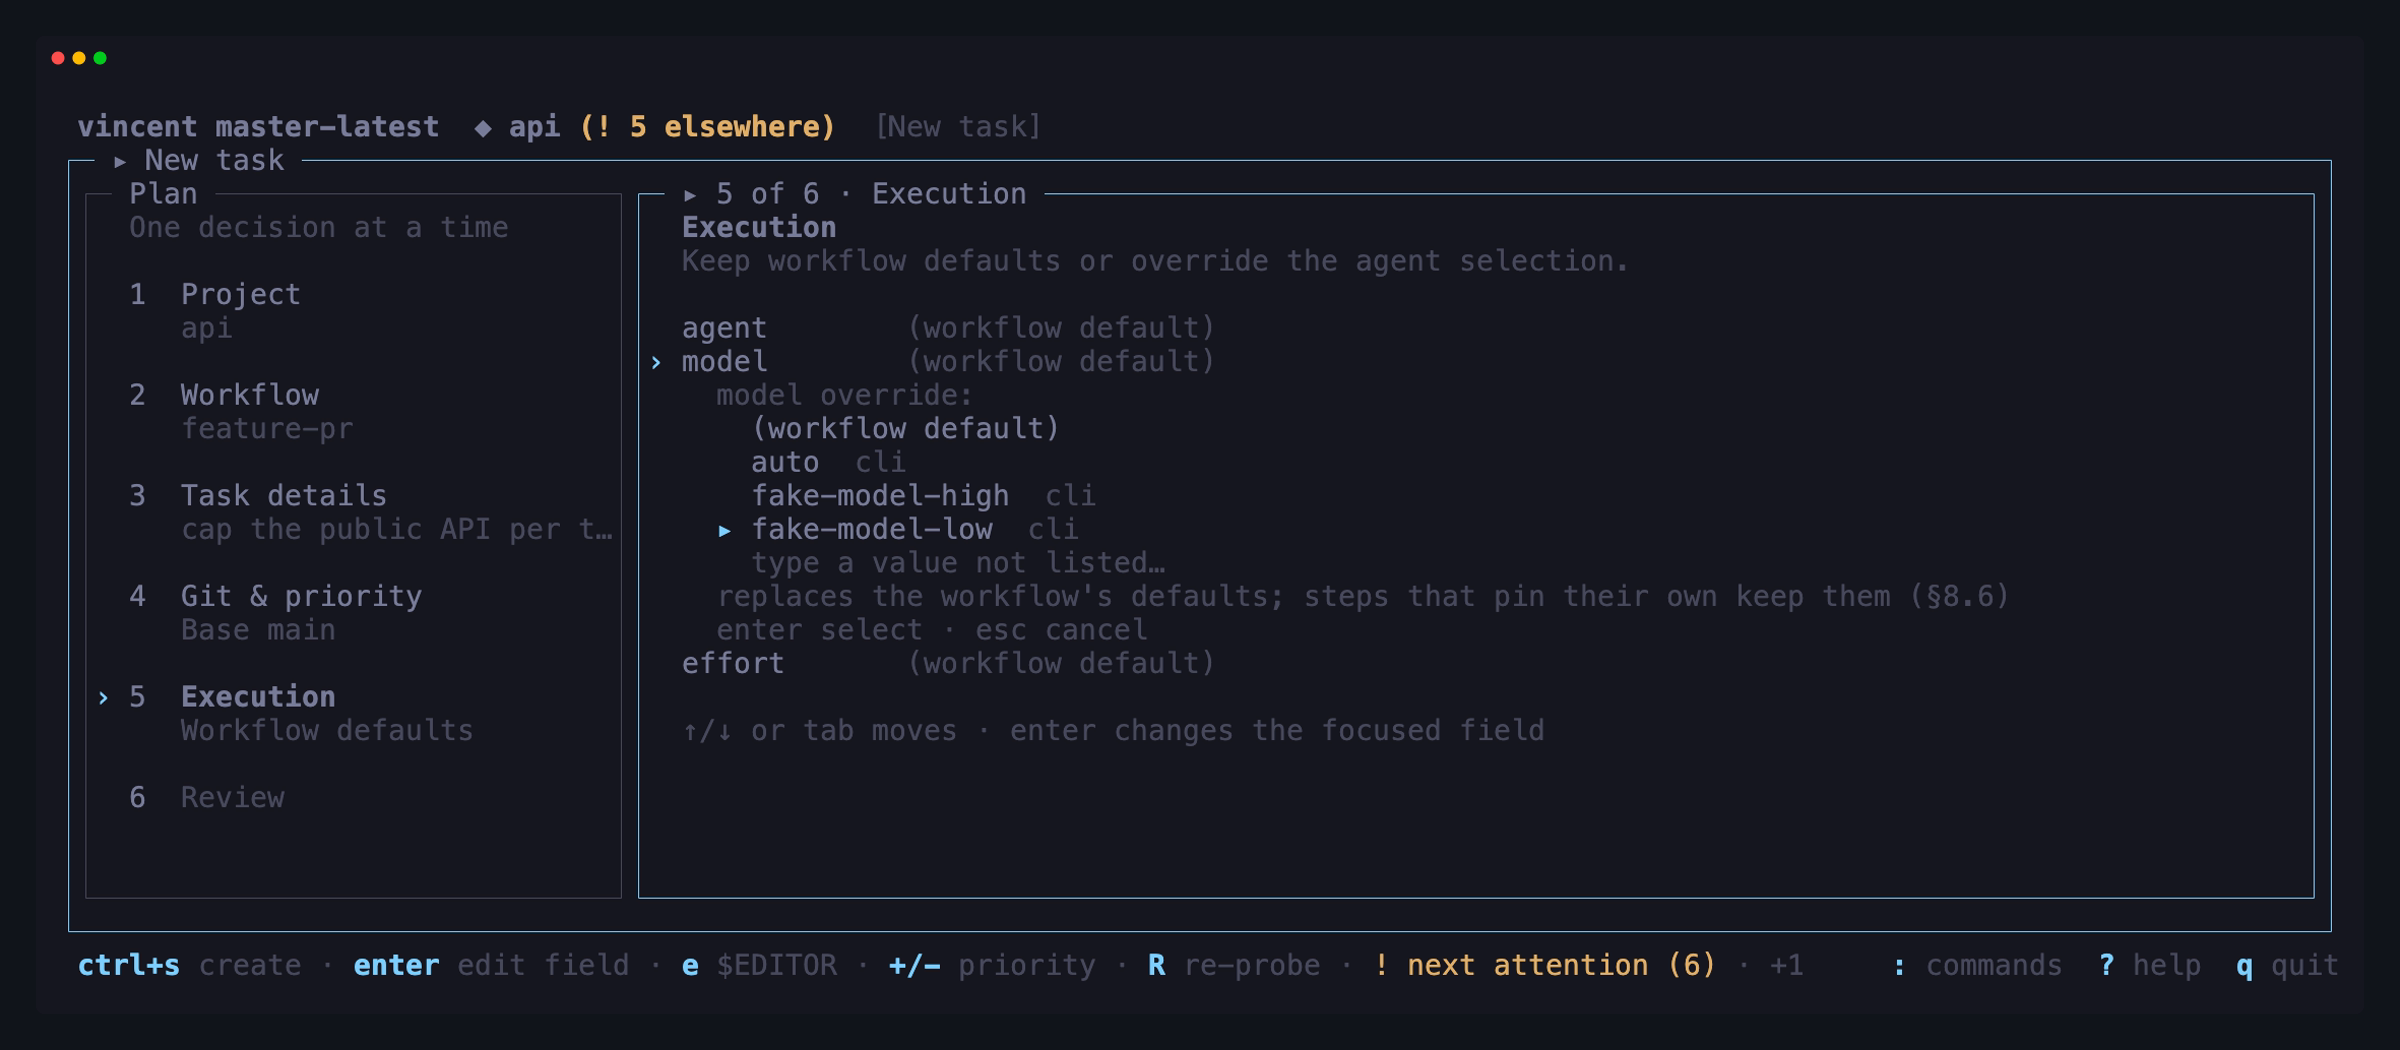 vincent master-latest ◆ api (! 5 elsewhere) [New task]
▸ New task
Plan
One decision at a time
1 Project
api
2 Workflow
feature-pr
3 Task details
cap the public API per t…
4 Git & priority
Base main
› 5 Execution
Workflow defaults
6 Review
▸ 5 of 6 · Execution
Execution
Keep workflow defaults or override the agent selection.
agent (workflow default)
› model (workflow default)
model override:
(workflow default)
auto cli
fake-model-high cli
▸ fake-model-low cli
type a value not listed…
replaces the workflow's defaults; steps that pin their own keep them (§8.6)
enter select · esc cancel
effort (workflow default)
↑/↓ or tab moves · enter changes the focused field
ctrl+s create · enter edit field · e $EDITOR · +/- priority · R re-probe · ! next attention (6) · +1 : commands ? help q quit